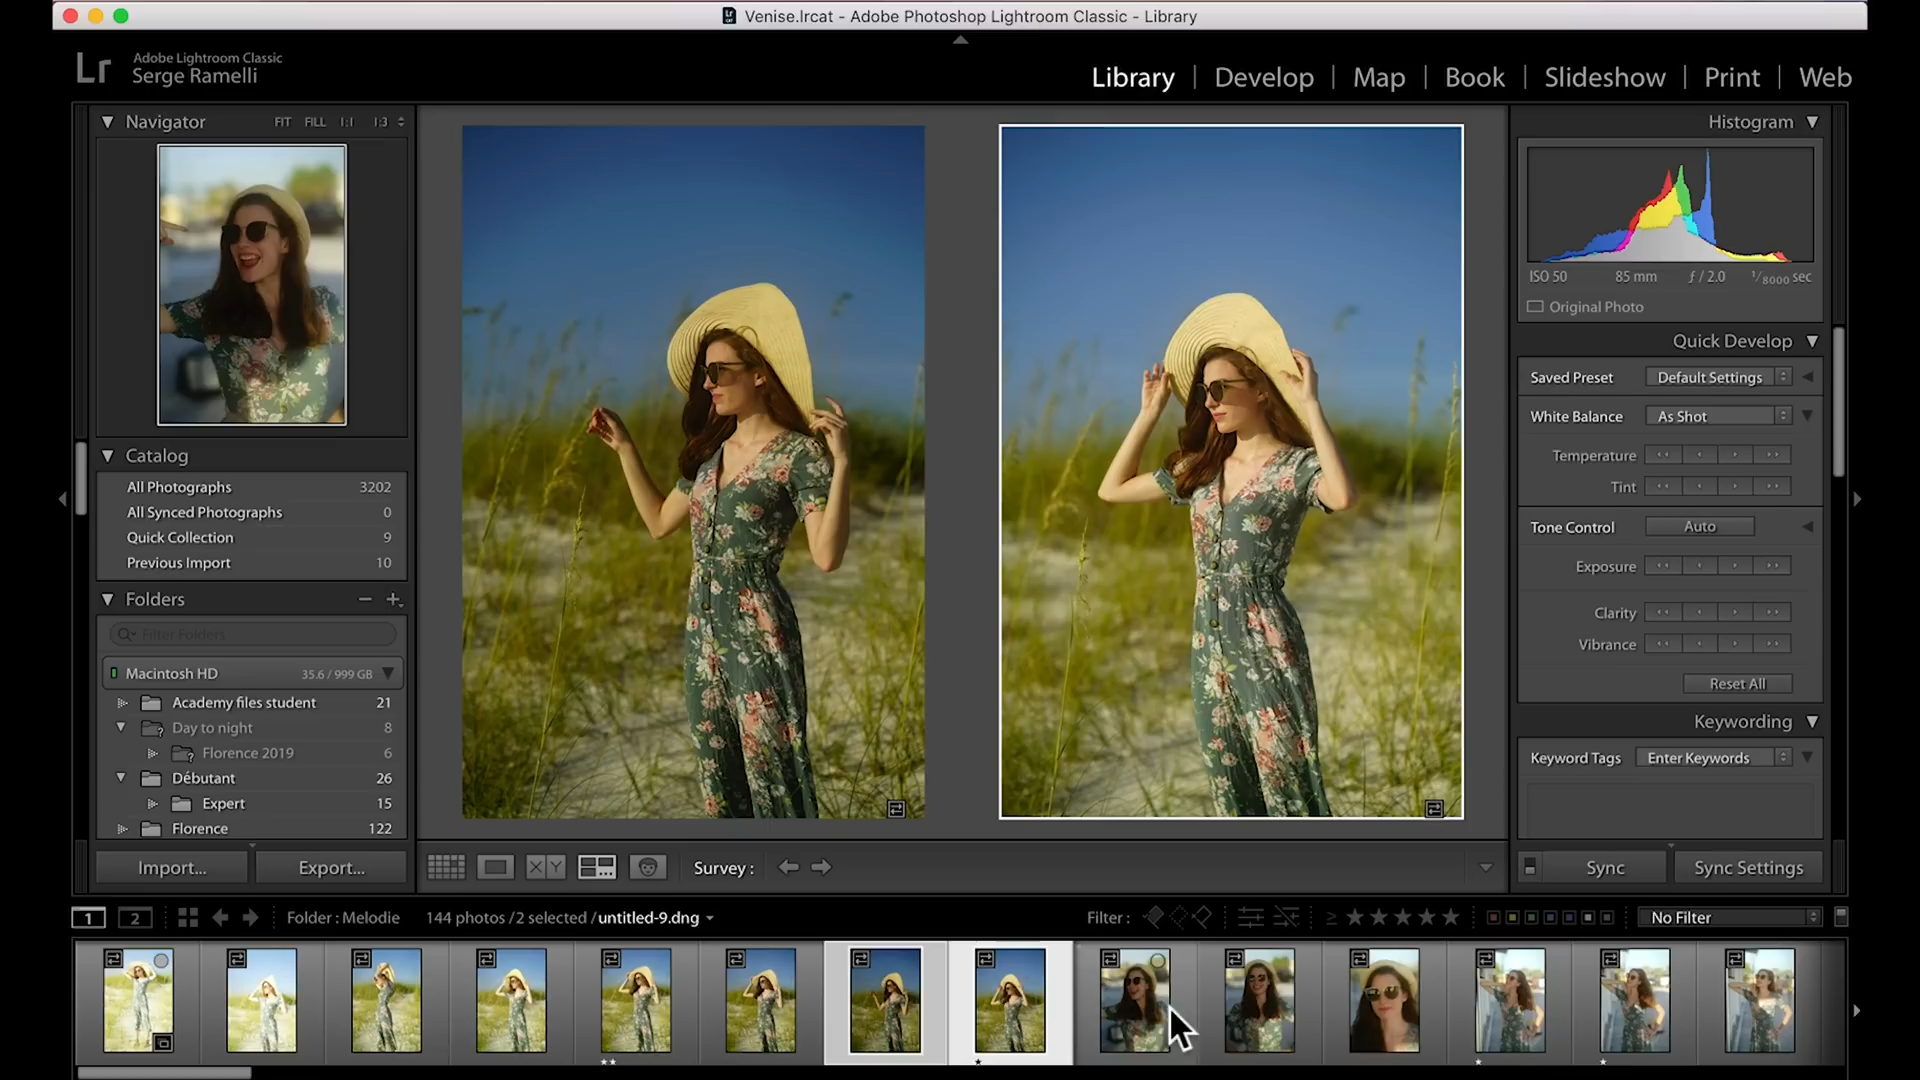 Venise.lrcat - Adobe Photoshop Lightroom Classic - Library
Lr
Adobe Lightroom Classic
Serge Ramelli
Library | Develop | Map | Book | Slideshow | Print | Web
Navigator FIT FILL 1:1 1:3
Histogram
ISO 50 85 mm ƒ / 2.0 1/8000 sec
Original Photo
Quick Develop
Saved Preset Default Settings
White Balance As Shot
Temperature
Tint
Tone Control Auto
Exposure
Clarity
Vibrance
Reset All
Keywording
Keyword Tags Enter Keywords
Catalog
All Photographs 3202
All Synced Photographs 0
Quick Collection 9
Previous Import 10
Folders
Filter Folders
Macintosh HD 35.6 / 999 GB
Academy files student 21
Day to night 8
Florence 2019 6
Débutant 26
Expert 15
Florence 122
Import... Export...
X Y
Survey :
Sync Sync Settings
1 2 Folder : Melodie 144 photos /2 selected /untitled-9.dng
Filter : ≥ No Filter